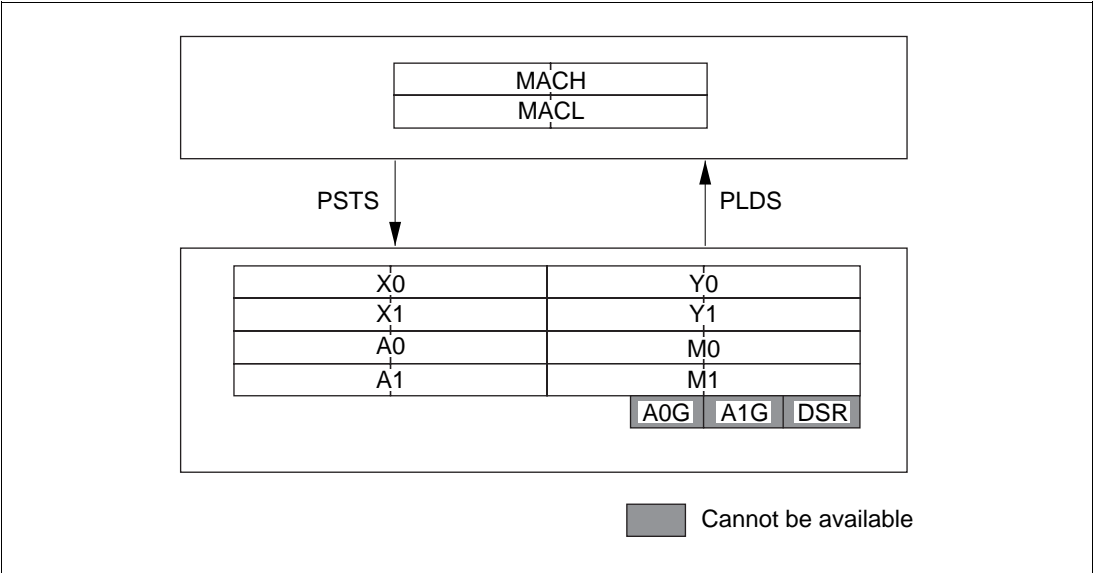 MACH
MACL
PSTS
PLDS
X0 Y0
X1 Y1
A0 M0
A1 M1
A0G A1G DSR
Cannot be available